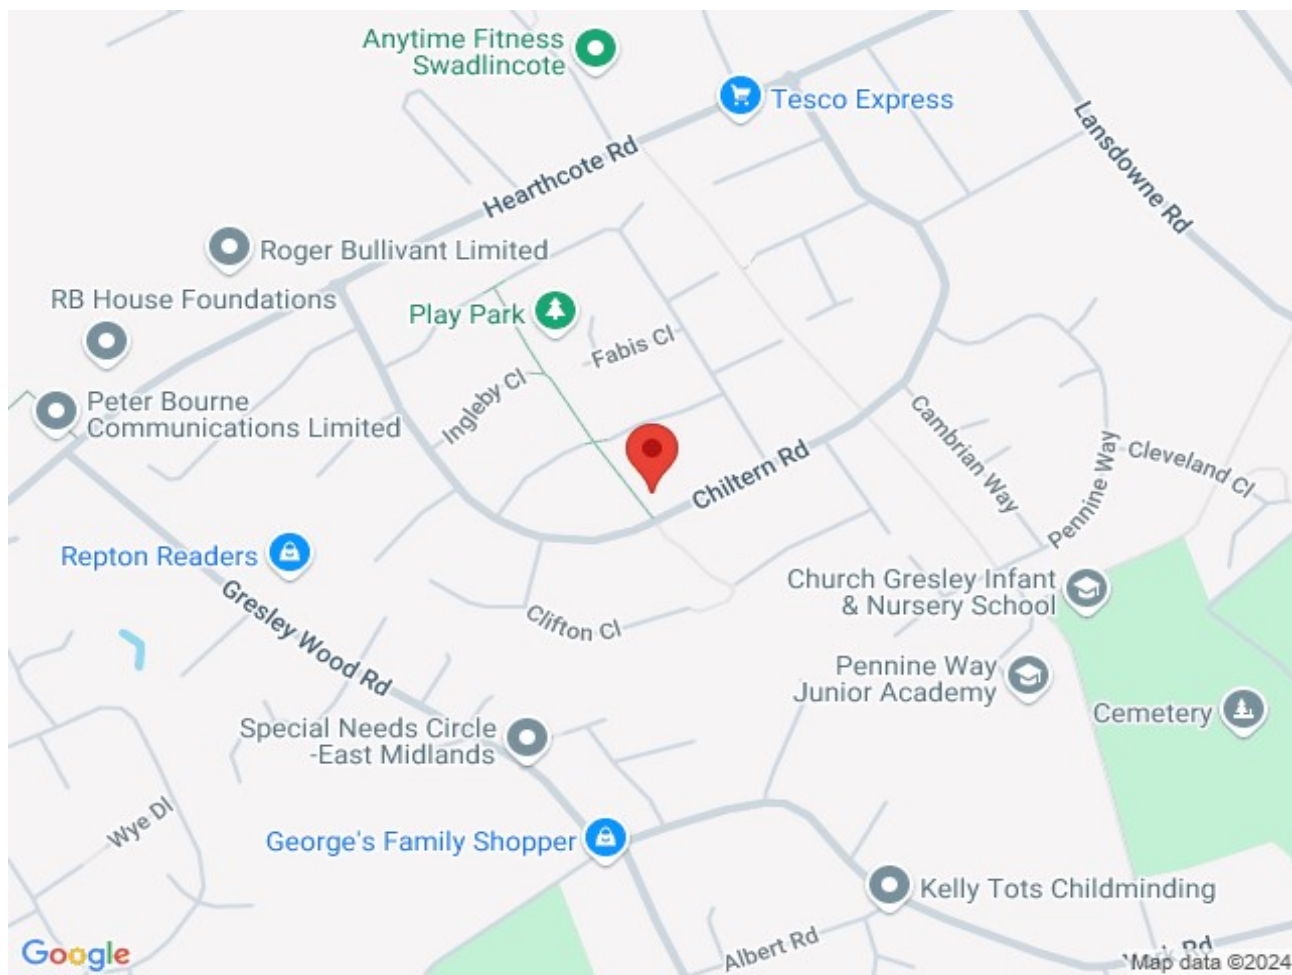 Anytime Fitness
Swadlincote
Tesco Express
Hearthcote Rd
Lansdowne Rd
Roger Bullivant Limited
RB House Foundations
Play Park
Fabis Cl
Ingleby Cl
Peter Bourne
Communications Limited
Chiltern Rd
Cambrian Way
Pennine Way
Cleveland Cl
Repton Readers
Church Gresley Infant
& Nursery School
Gresley Wood Rd
Clifton Cl
Pennine Way
Junior Academy
Cemetery
Special Needs Circle
-East Midlands
Wye Dl
George's Family Shopper
Kelly Tots Childminding
Albert Rd
Rd
Google
Map data ©2024